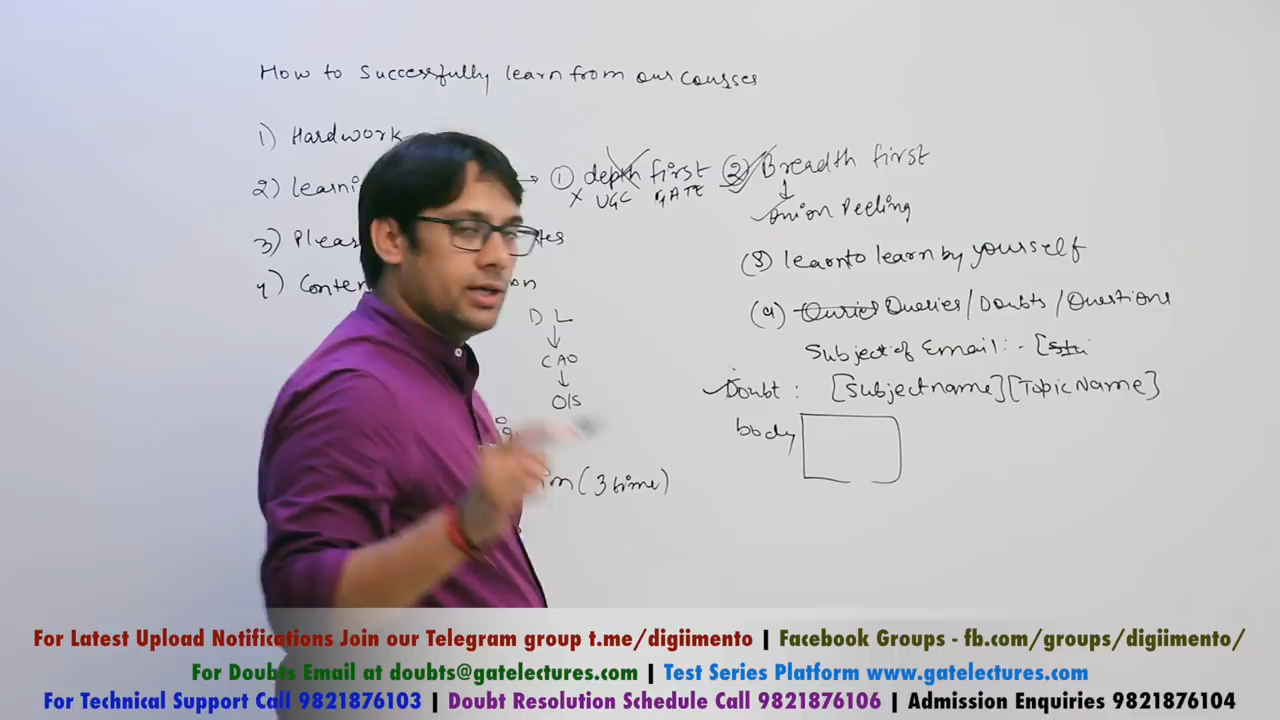 How to Successfully learn from our courses
1) Hardwork
2) learni → ① depth first ② Breadth first
x UGC GATE
Onion Peeling
3) Pleas tes
(3) learn to learn by yourself
4) Conten on
(4) Queries/Doubts/Questions
D L
CAO
O/S
Subject of Email :- [
Doubt : [Subject name][Topic Name]
body
(3 time)
For Latest Upload Notifications Join our Telegram group t.me/digiimento | Facebook Groups - fb.com/groups/digiimento/
For Doubts Email at doubts@gatelectures.com | Test Series Platform www.gatelectures.com
For Technical Support Call 9821876103 | Doubt Resolution Schedule Call 9821876106 | Admission Enquiries 9821876104